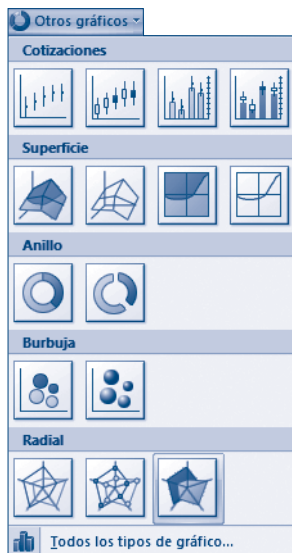 Otros gráficos
Cotizaciones
Superficie
Anillo
Burbuja
Radial
Todos los tipos de gráfico...